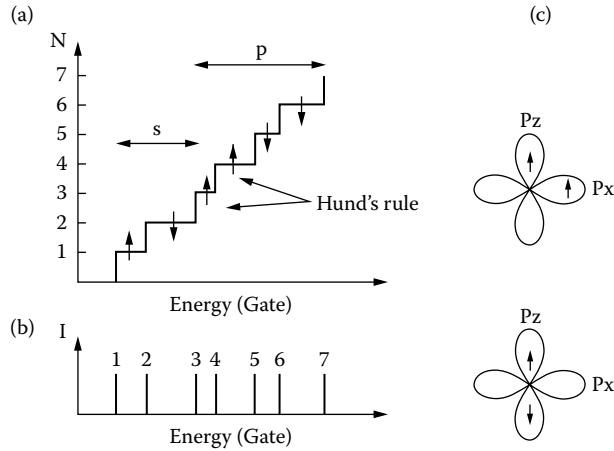 (a)
N
7
6
5
4
3
2
1
s
p
Hund's rule
Energy (Gate)
(b)
I
1 2 3 4 5 6 7
Energy (Gate)
(c)
Pz
Px
Pz
Px